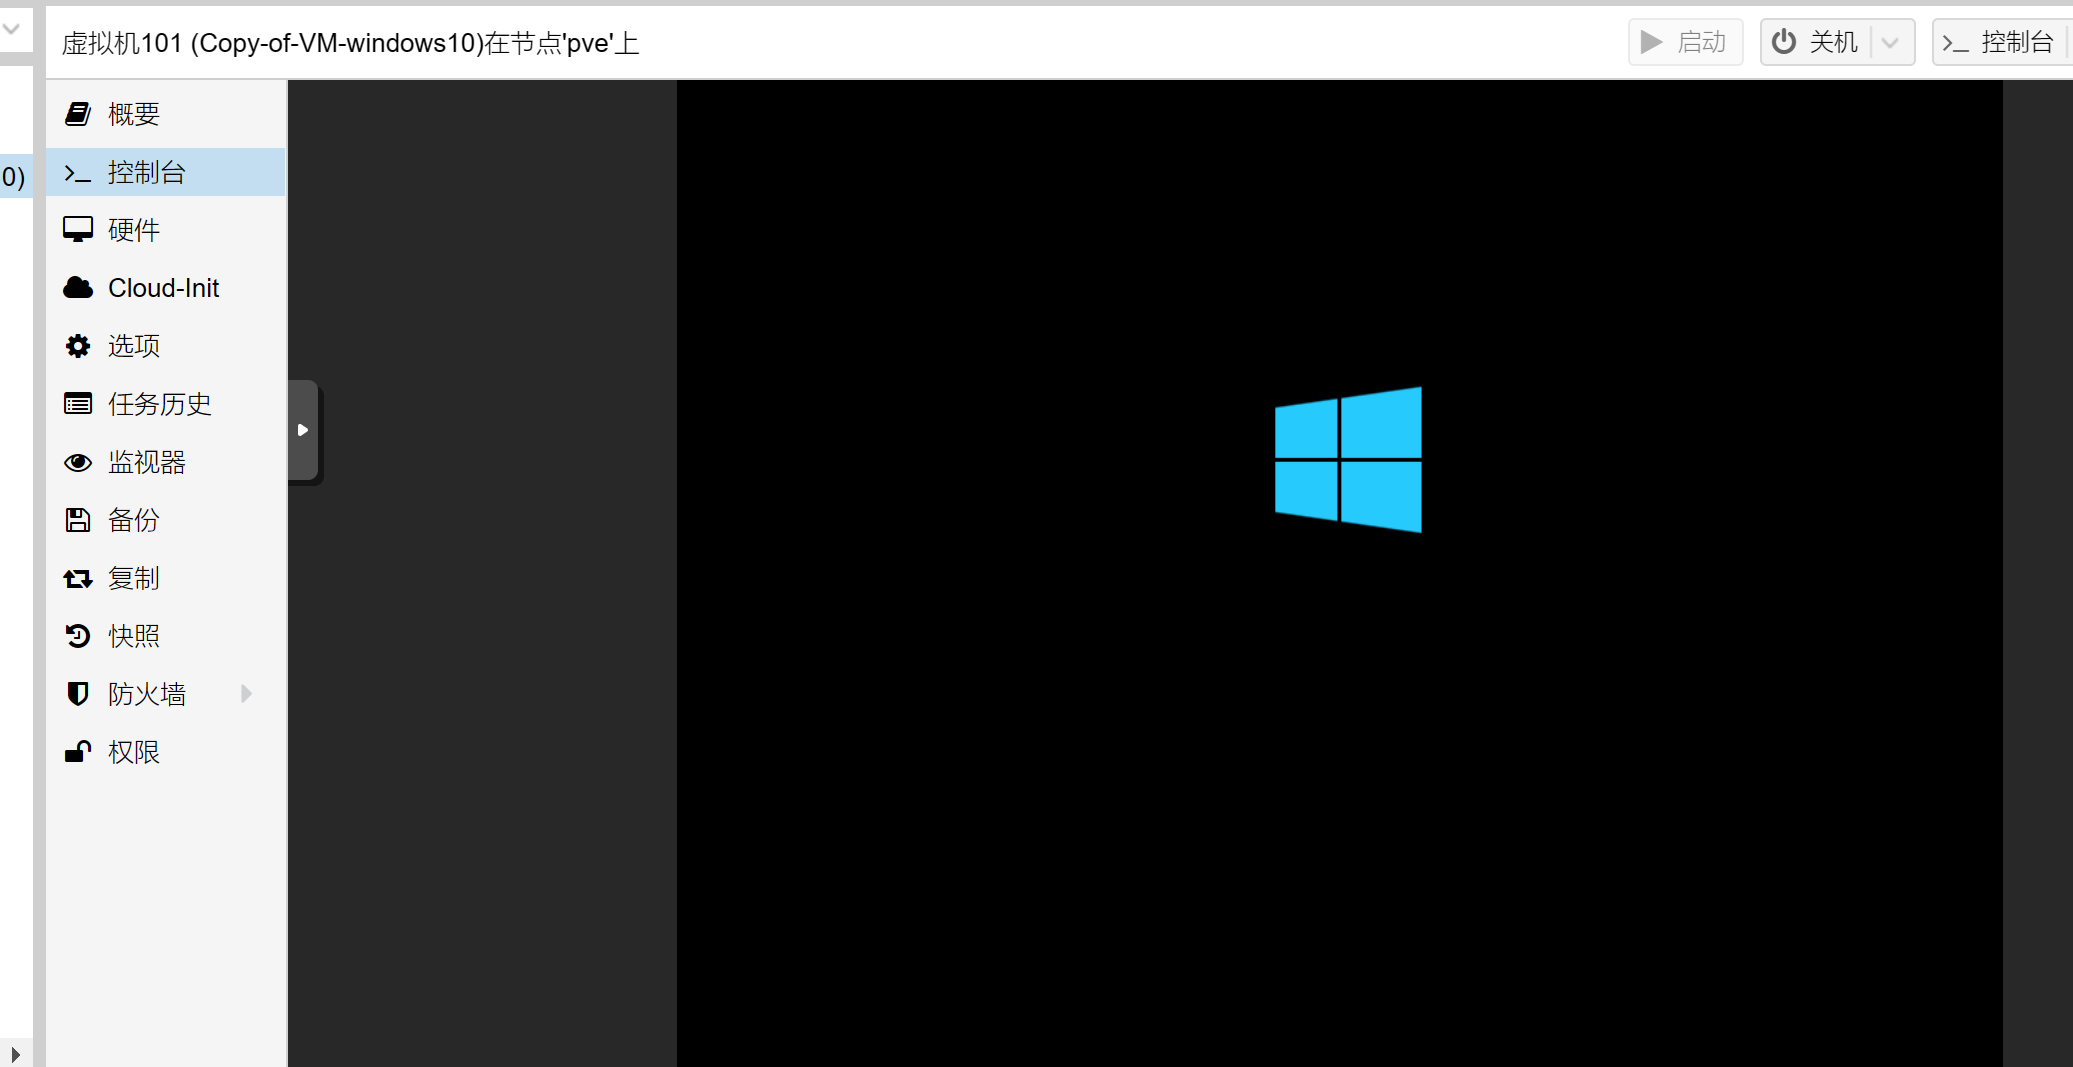 虚拟机101 (Copy-of-VM-windows10)在节点'pve'上
启动
关机
控制台
0)
概要
控制台
硬件
Cloud-Init
选项
任务历史
监视器
备份
复制
快照
防火墙
权限